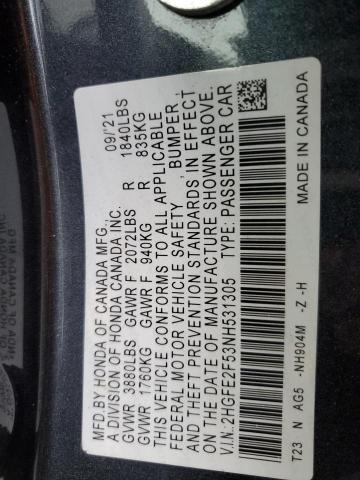 MFD BY HONDA OF CANADA MFG. 09/'21
A DIVISION OF HONDA CANADA INC.
GVWR 3880LBS GAWR F 2072LBS R 1840LBS
GVWR 1760KG GAWR F 940KG R 835KG
THIS VEHICLE CONFORMS TO ALL APPLICABLE
FEDERAL MOTOR VEHICLE SAFETY, BUMPER,
AND THEFT PREVENTION STANDARDS IN EFFECT
ON THE DATE OF MANUFACTURE SHOWN ABOVE.
V.I.N.:2HGFE2F53NH531305 TYPE: PASSENGER CAR
T23 N AG5 -NH904M -Z -H MADE IN CANADA